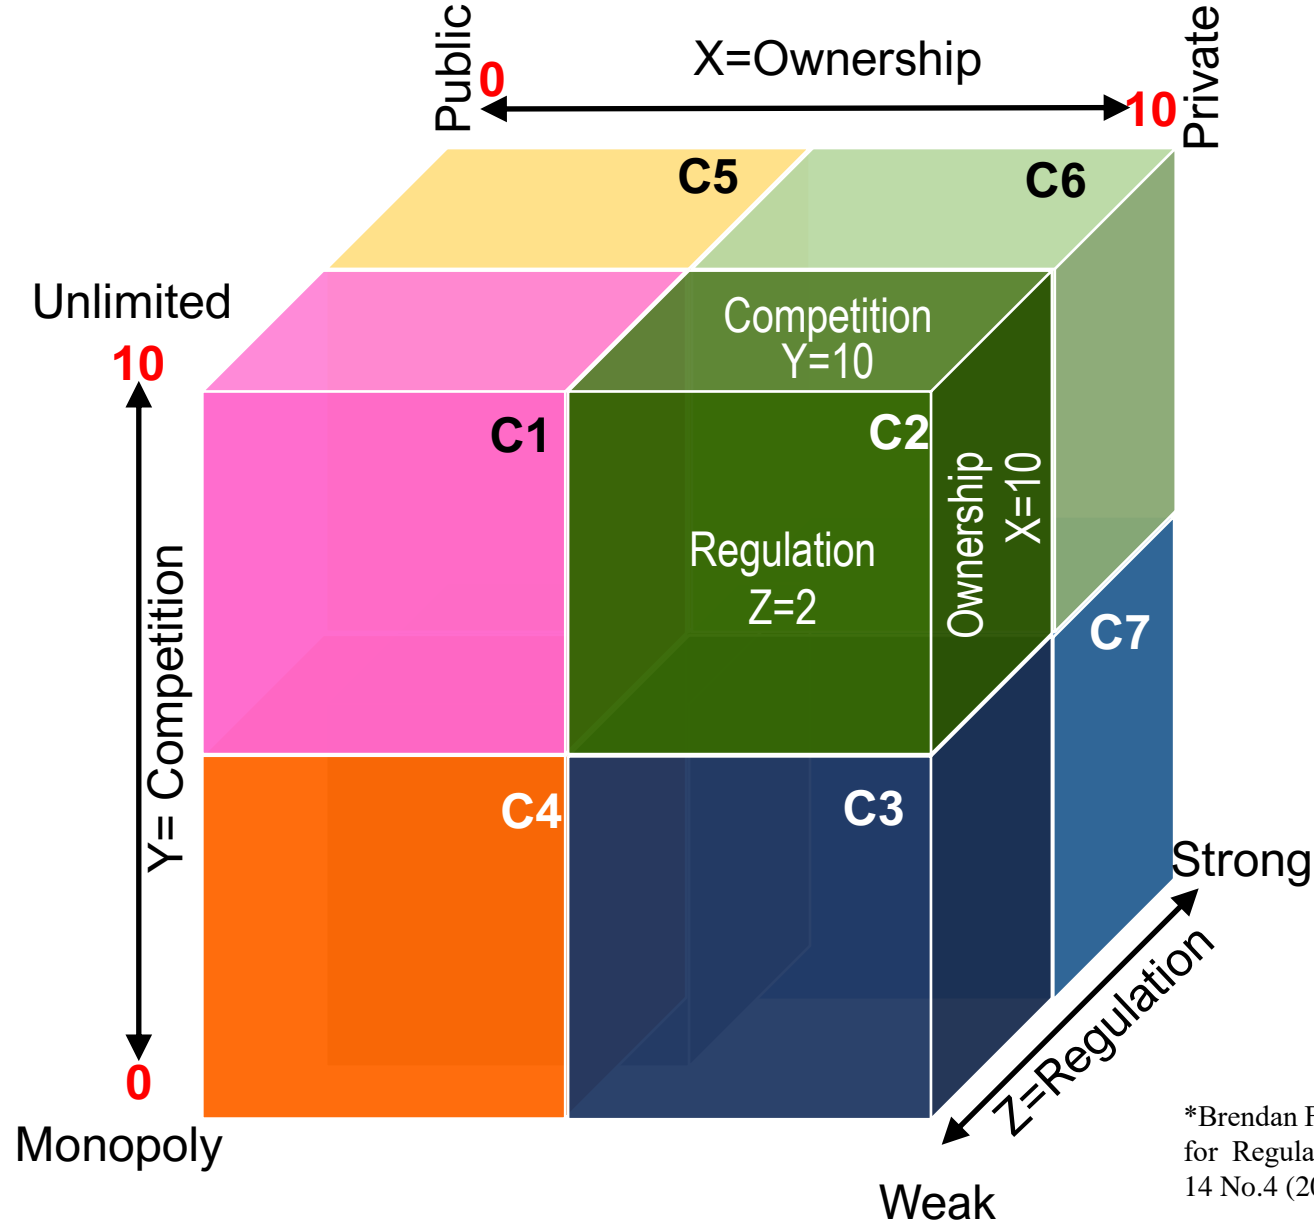 Public
0
X=Ownership
10
Private
C5
C6
Unlimited
10
Competition
Y=10
C1
C2
Ownership
X=10
Regulation
Z=2
Y= Competition
C7
C4
C3
Strong
Z=Regulation
0
Monopoly
Weak
*Brendan
for Regula
14 No.4 (20